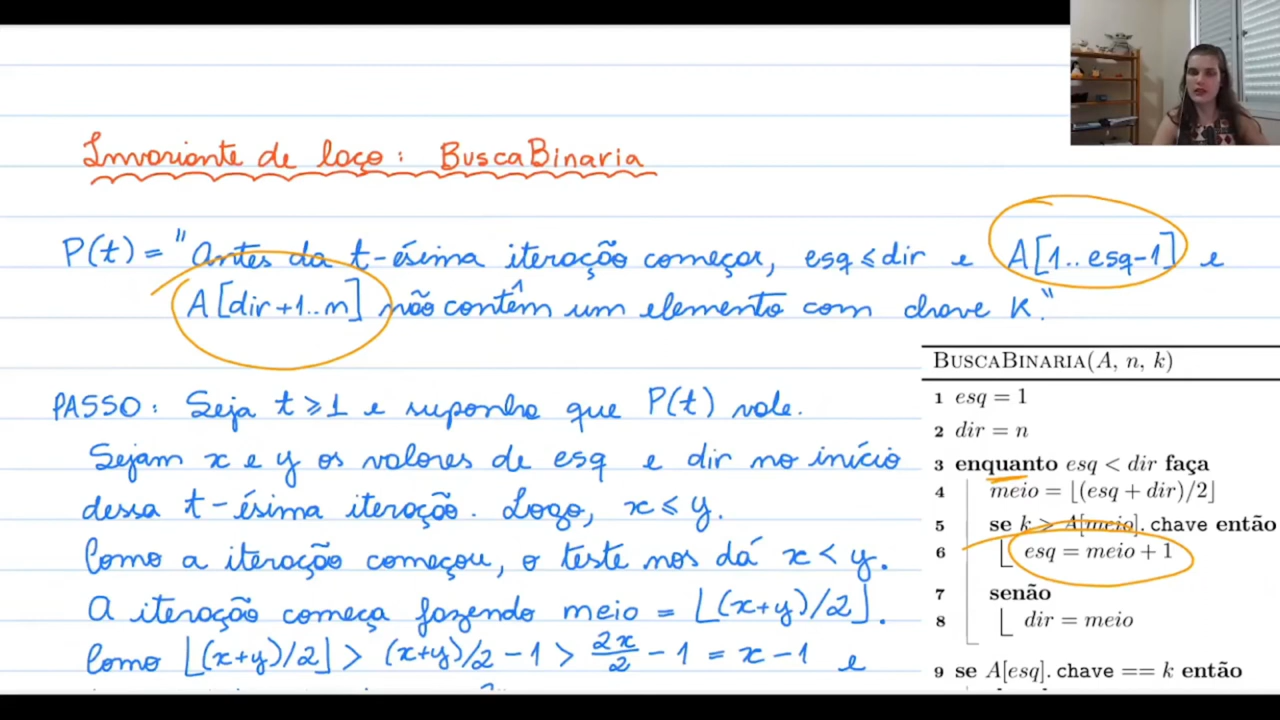 Invariante de laço: BuscaBinaria
P(t) = "Antes da t-ésima iteração começar, esq ≤ dir e A[1..esq-1] e
A[dir+1..n] não contêm um elemento com chave K."
PASSO: Seja t ≥ 1 e suponha que P(t) vale.
Sejam x e y os valores de esq e dir no início
dessa t-ésima iteração. Logo, x ≤ y.
Como a iteração começou, o teste nos dá x < y.
A iteração começa fazendo meio = ⌊(x+y)/2⌋.
Como ⌊(x+y)/2⌋ > (x+y)/2 - 1 > 2x/2 - 1 = x - 1 e
BUSCABINARIA(A, n, k)
1 esq = 1
2 dir = n
3 enquanto esq < dir faça
4 meio = ⌊(esq + dir)/2⌋
5 se k > A[meio].chave então
6 esq = meio + 1
7 senão
8 dir = meio
9 se A[esq].chave == k então